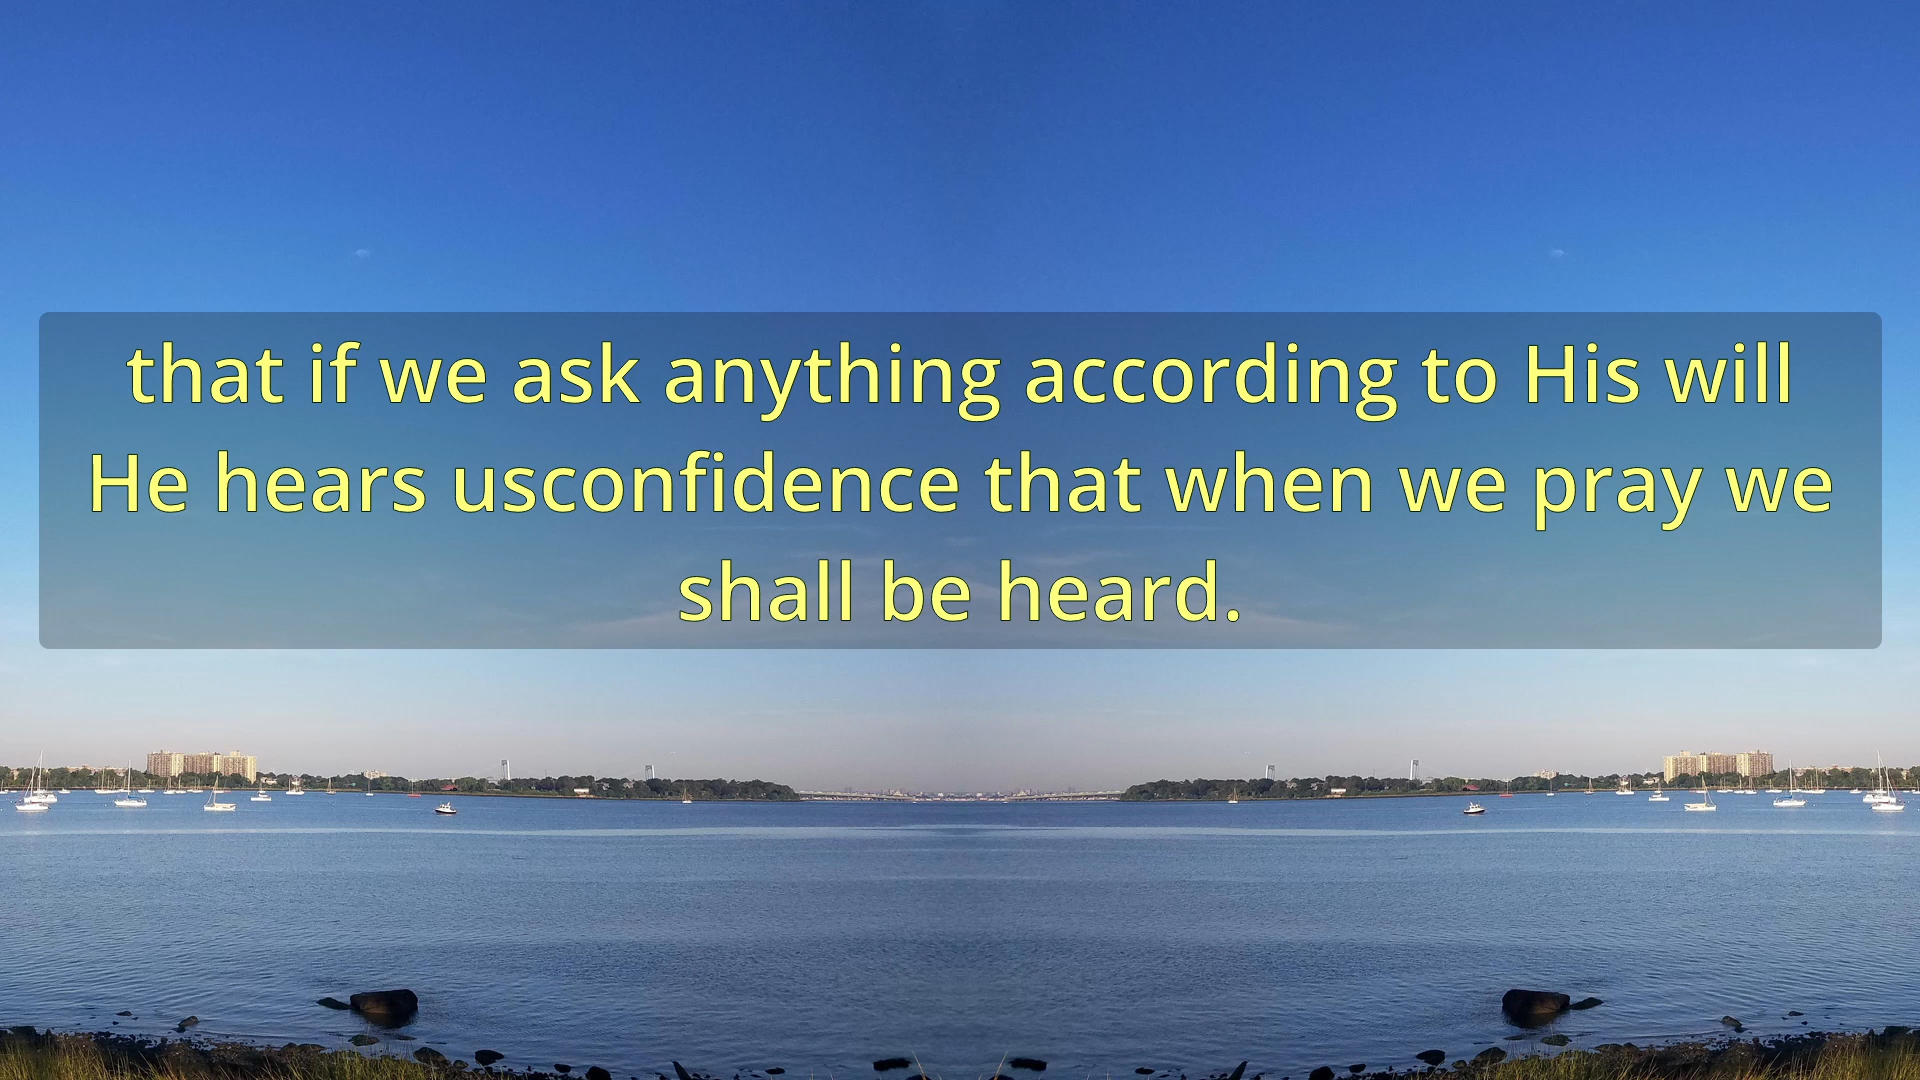 that if we ask anything according to His will
He hears usconfidence that when we pray we
shall be heard.